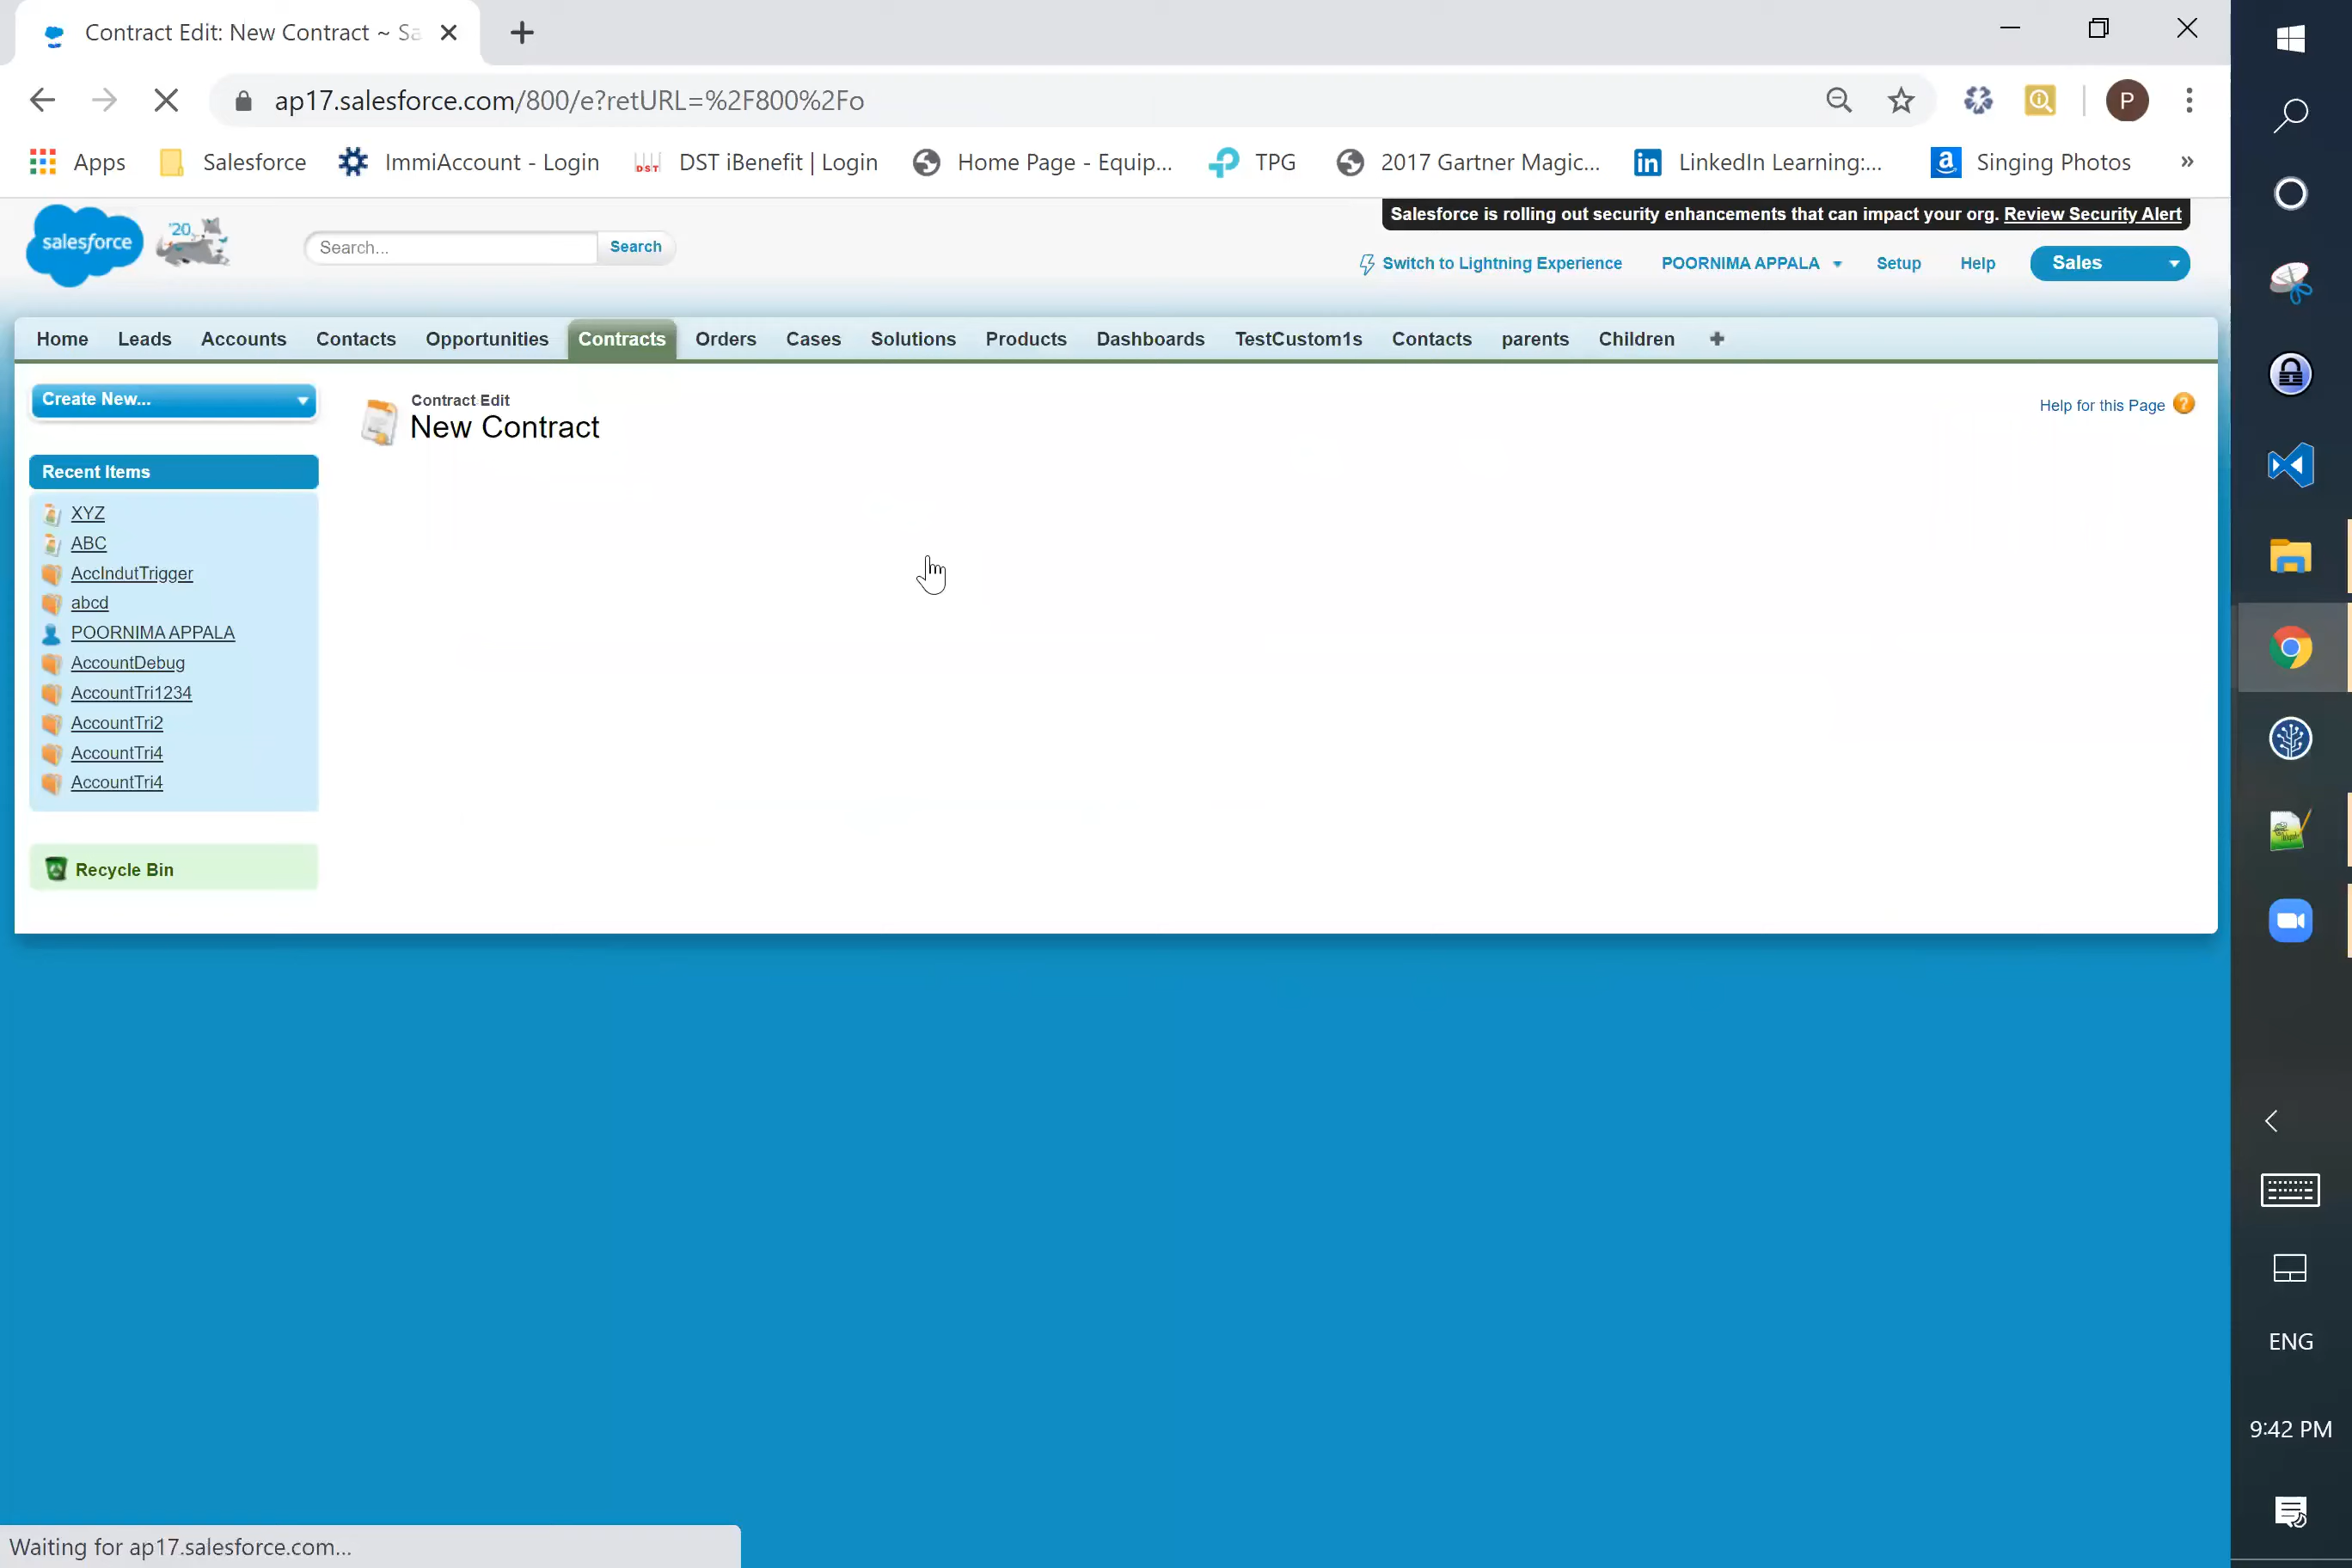 Contract Edit: New Contract ~ Sa
ap17.salesforce.com/800/e?retURL=%2F800%2Fo
P
Apps Salesforce ImmiAccount - Login DST DST iBenefit | Login Home Page - Equip... TPG 2017 Gartner Magic... in LinkedIn Learning:... a Singing Photos »
Salesforce is rolling out security enhancements that can impact your org. Review Security Alert
salesforce '20 Search... Search
Switch to Lightning Experience POORNIMA APPALA Setup Help Sales
Home Leads Accounts Contacts Opportunities Contracts Orders Cases Solutions Products Dashboards TestCustom1s Contacts parents Children +
Create New...
Contract Edit
New Contract
Help for this Page ?
Recent Items
XYZ
ABC
AccIndutTrigger
abcd
POORNIMA APPALA
AccountDebug
AccountTri1234
AccountTri2
AccountTri4
AccountTri4
Recycle Bin
ENG
9:42 PM
Waiting for ap17.salesforce.com...